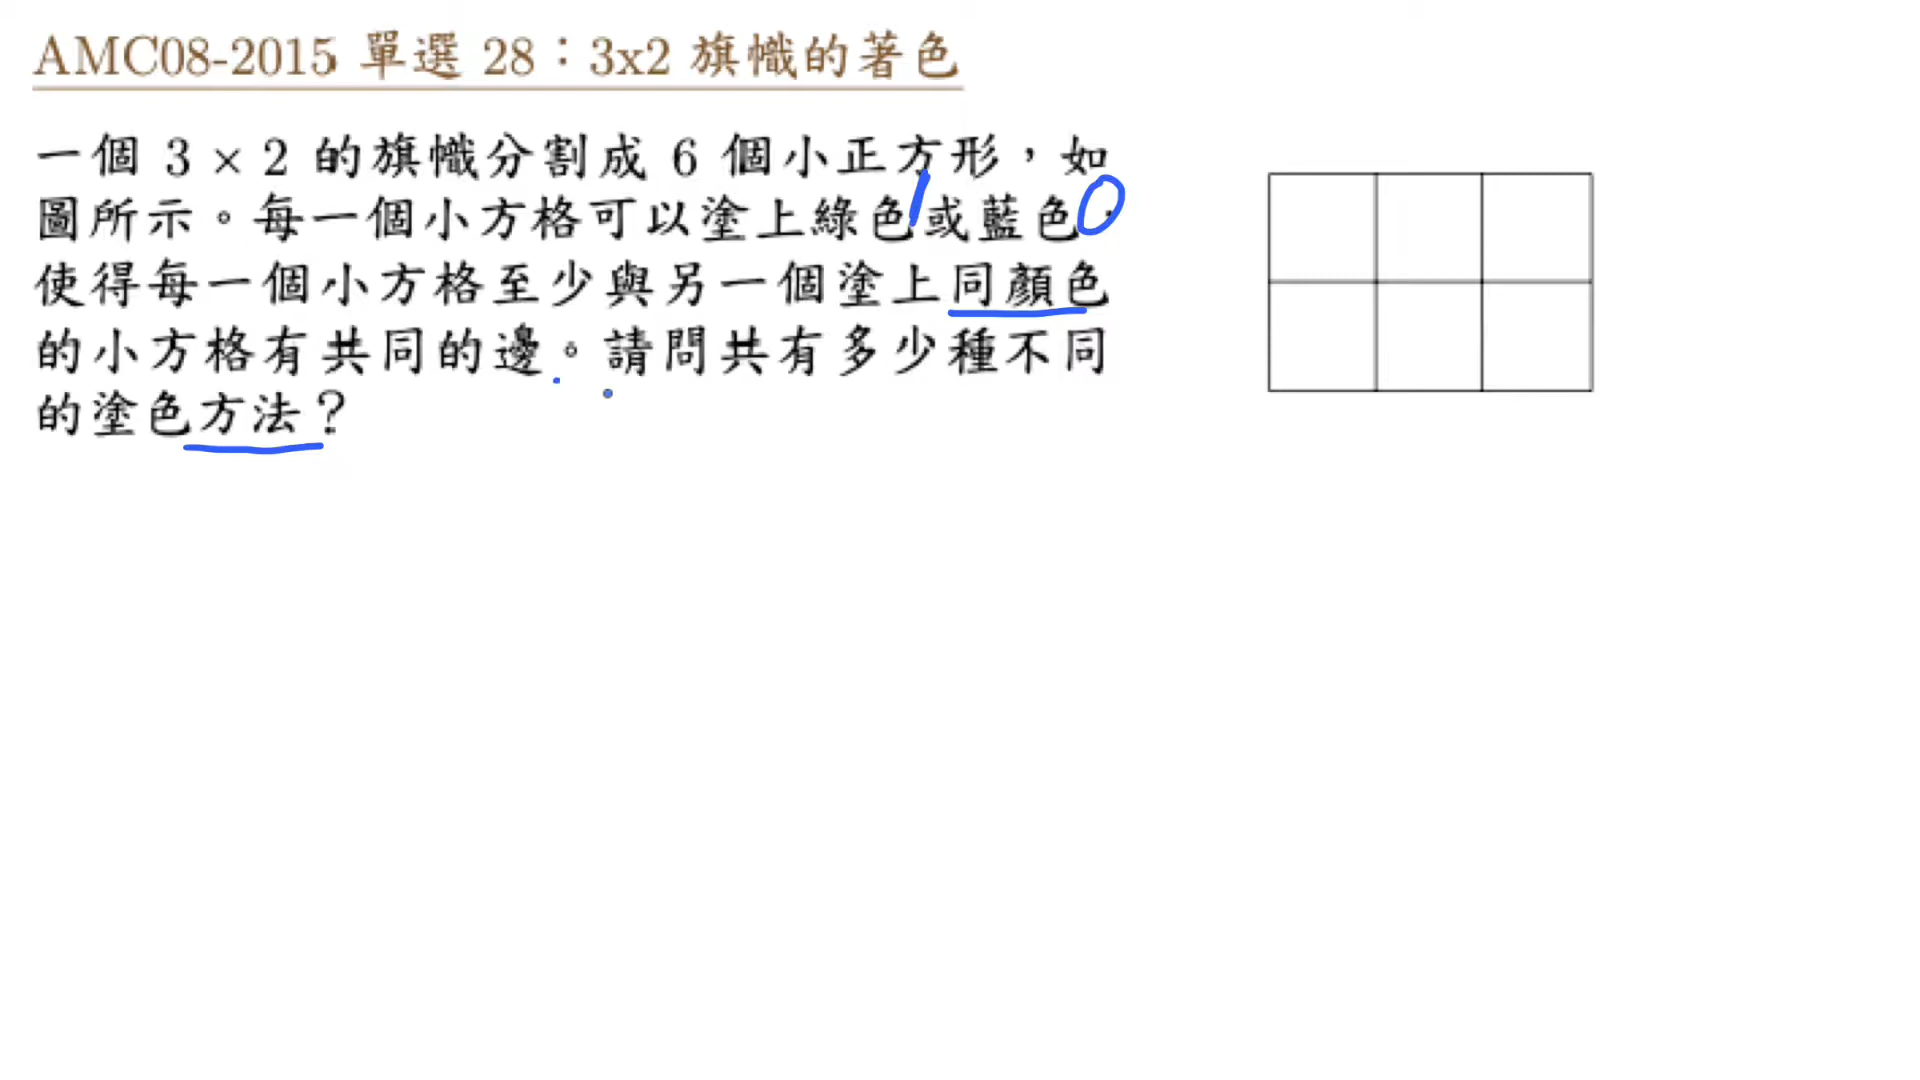 AMC08-2015 單選 28：3x2 旗幟的著色
一個 3 × 2 的旗幟分割成 6 個小正方形，如
圖所示。每一個小方格可以塗上綠色1或藍色0，
使得每一個小方格至少與另一個塗上同顏色
的小方格有共同的邊。請問共有多少種不同
的塗色方法？